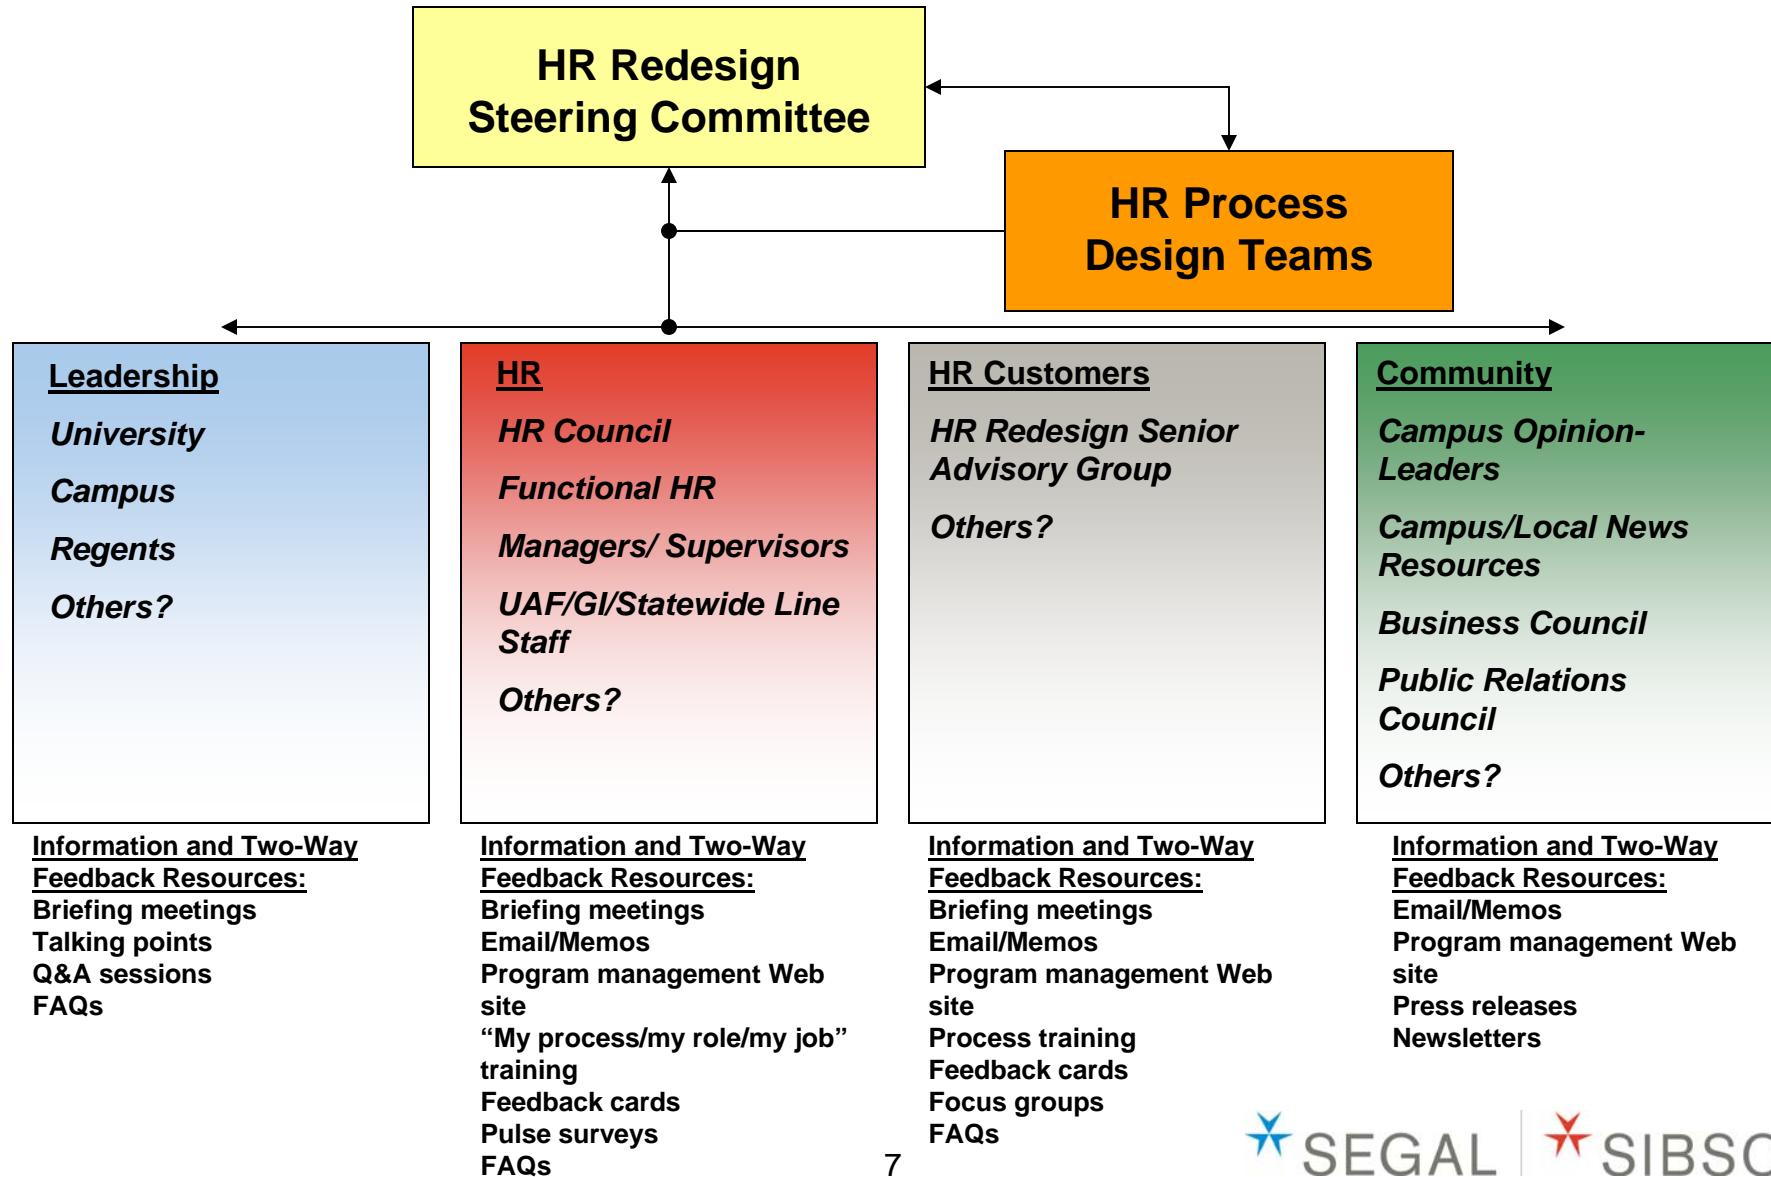 HR Redesign
Steering Committee
HR Process
Design Teams
Leadership
University
Campus
Regents
Others?
HR
HR Council
Functional HR
Managers/ Supervisors
UAF/GI/Statewide Line
Staff
Others?
HR Customers
HR Redesign Senior
Advisory Group
Others?
Community
Campus Opinion-
Leaders
Campus/Local News
Resources
Business Council
Public Relations
Council
Others?
Information and Two-Way
Feedback Resources:
Briefing meetings
Talking points
Q&A sessions
FAQs
Information and Two-Way
Feedback Resources:
Briefing meetings
Email/Memos
Program management Web
site
“My process/my role/my job”
training
Feedback cards
Pulse surveys
FAQs
Information and Two-Way
Feedback Resources:
Briefing meetings
Email/Memos
Program management Web
site
Process training
Feedback cards
Focus groups
FAQs
Information and Two-Way
Feedback Resources:
Email/Memos
Program management Web
site
Press releases
Newsletters
7
SEGAL SIBSO